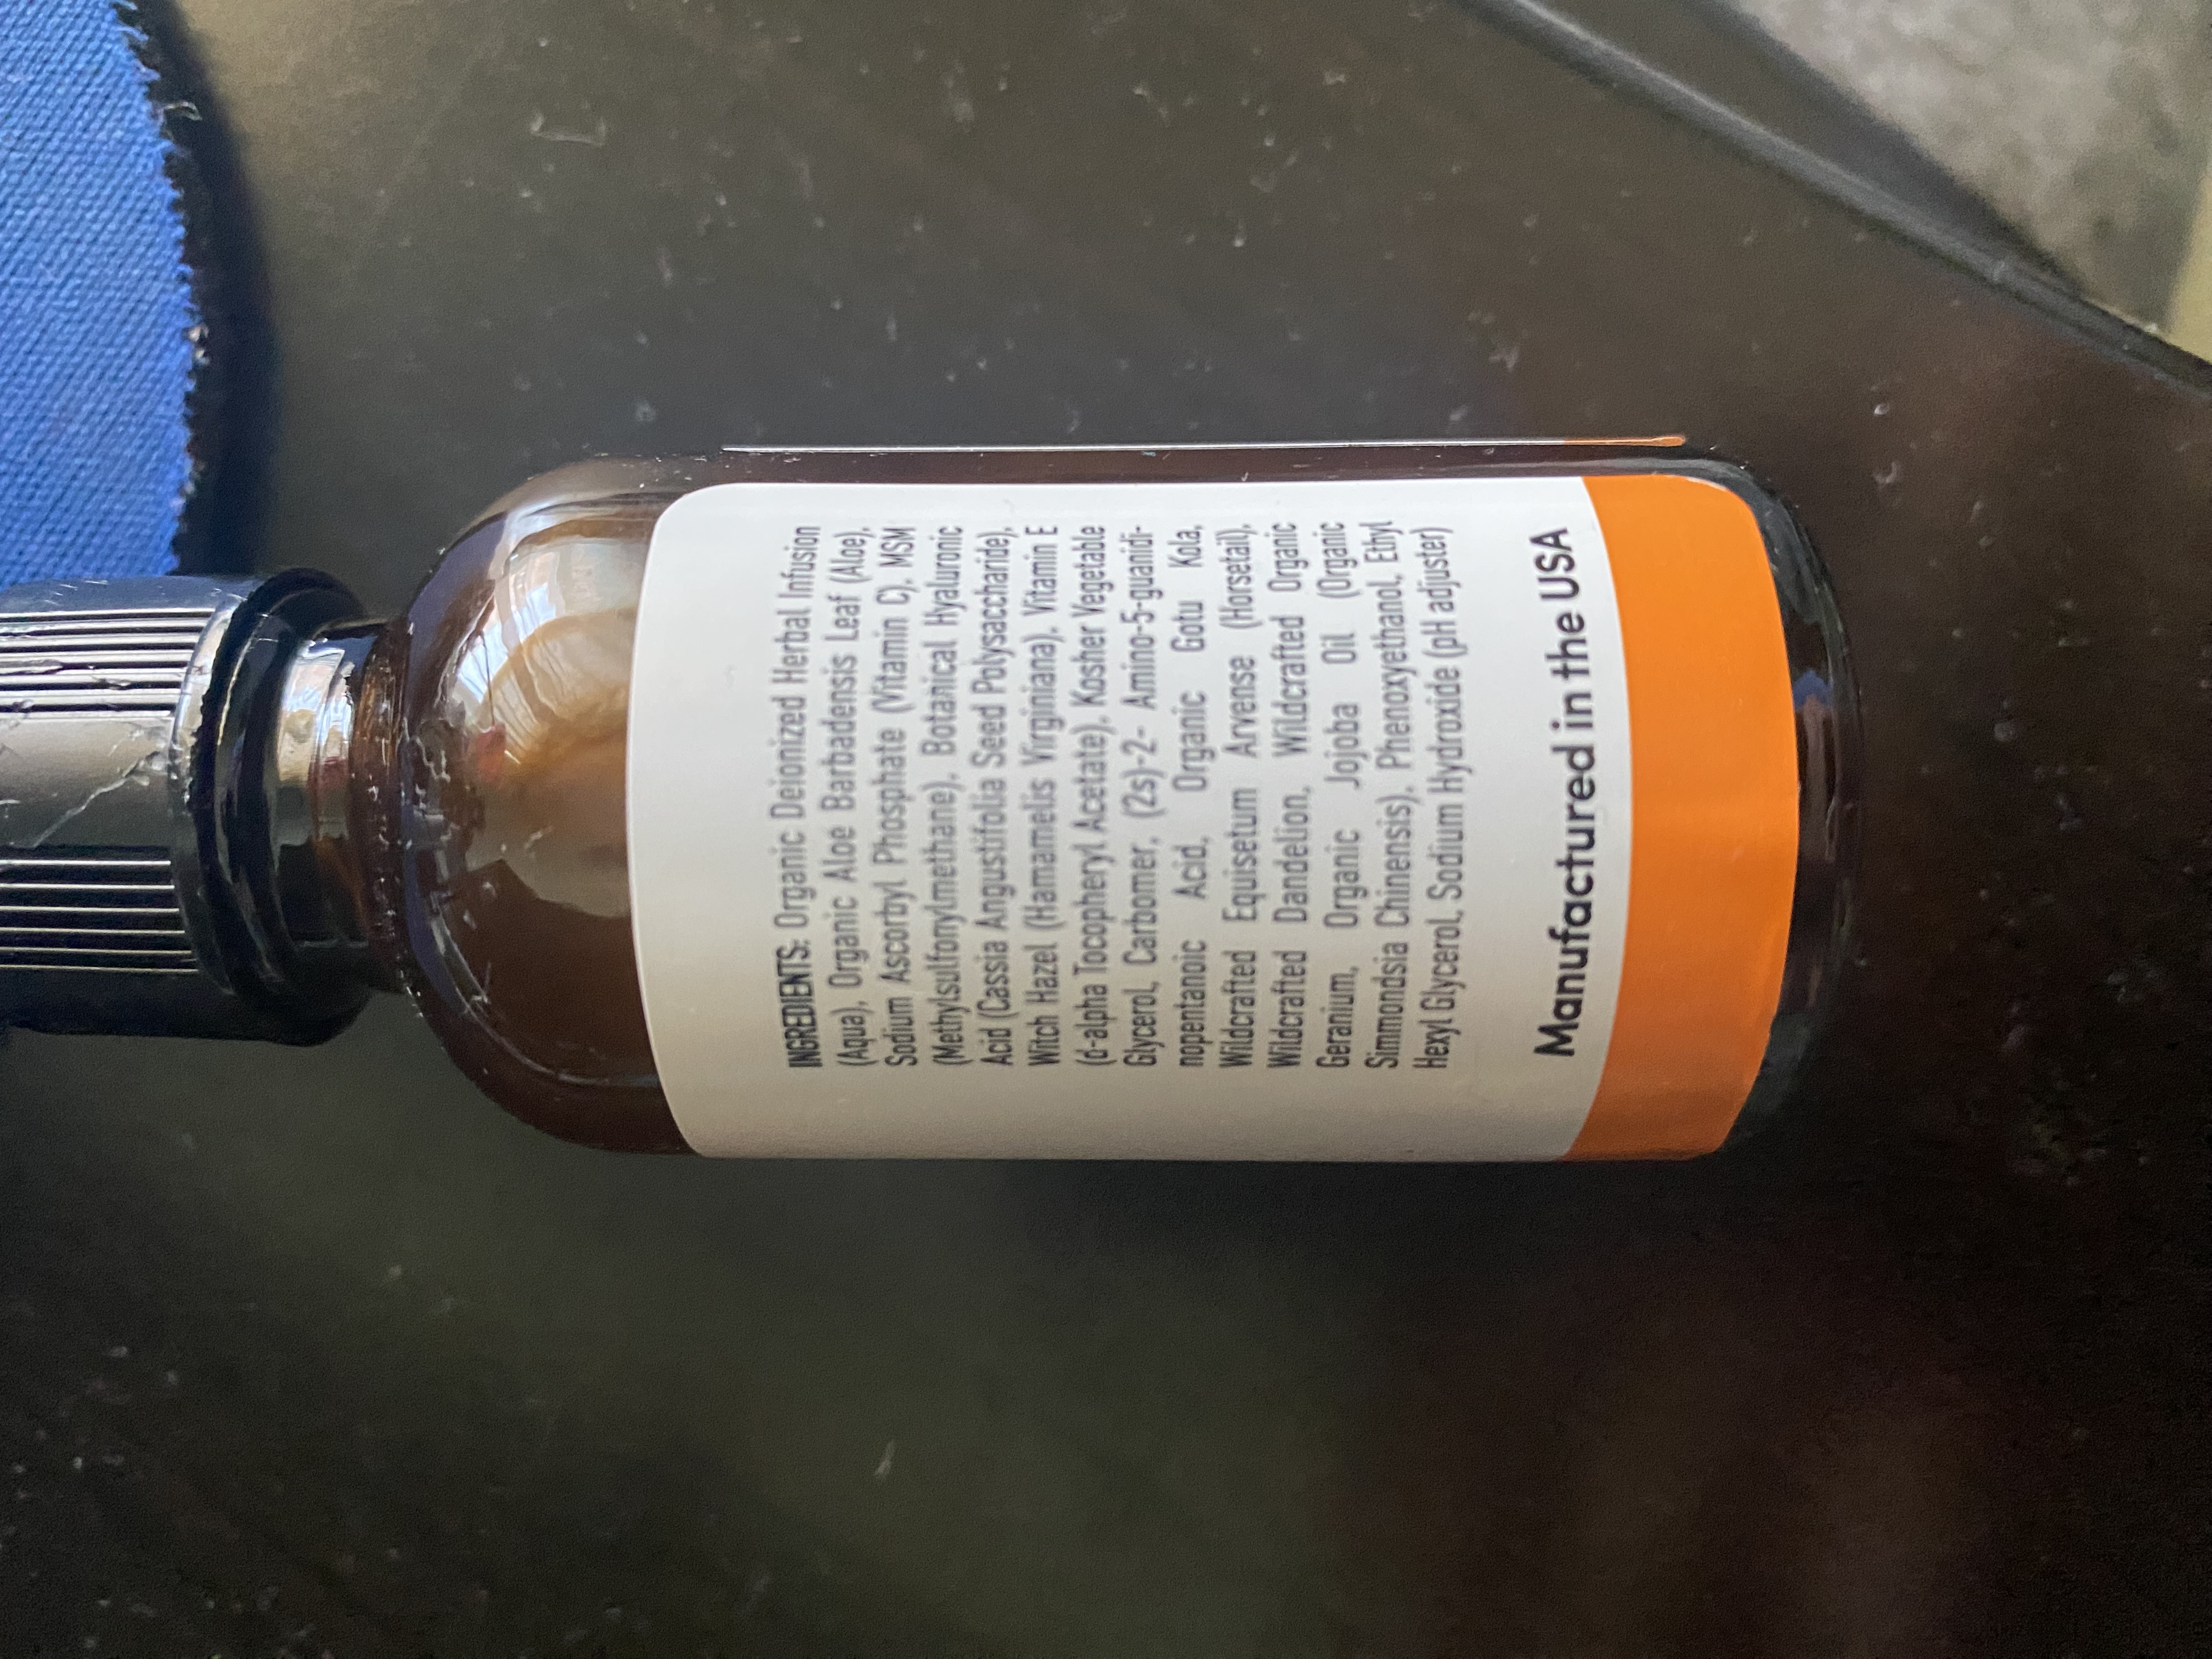 INGREDIENTS: Organic Deionized Herbal Infusion
(Aqua), Organic Aloe Barbadensis Leaf (Aloe),
Sodium Ascorbyl Phosphate (Vitamin C), MSM
(Methylsulfonylmethane), Botanical Hyaluronic
Acid (Cassia Angustifolia Seed Polysaccharide),
Witch Hazel (Hamamelis Virginiana), Vitamin E
(d-alpha Tocopheryl Acetate), Kosher Vegetable
Glycerol, Carbomer, (2s)-2- Amino-5-guanidi-
nopentanoic Acid, Organic Gotu Kola,
Wildcrafted Equisetum Arvense (Horsetail),
Wildcrafted Dandelion, Wildcrafted Organic
Geranium, Organic Jojoba Oil (Organic
Simmondsia Chinensis), Phenoxyethanol, Ethyl
Hexyl Glycerol, Sodium Hydroxide (pH adjuster)
Manufactured in the USA